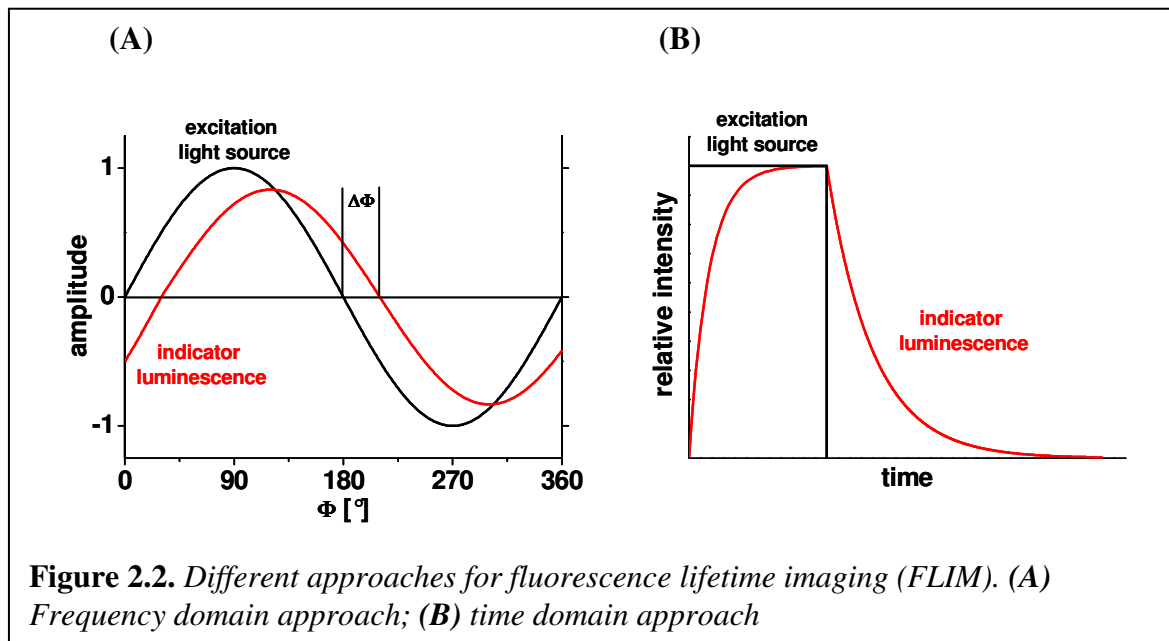 (A)
excitation
light source
1
ΔΦ
0
amplitude
indicator
luminescence
-1
0 90 180 270 360
Φ [°]
(B)
excitation
light source
relative intensity
indicator
luminescence
time
Figure 2.2. Different approaches for fluorescence lifetime imaging (FLIM). (A)
Frequency domain approach; (B) time domain approach